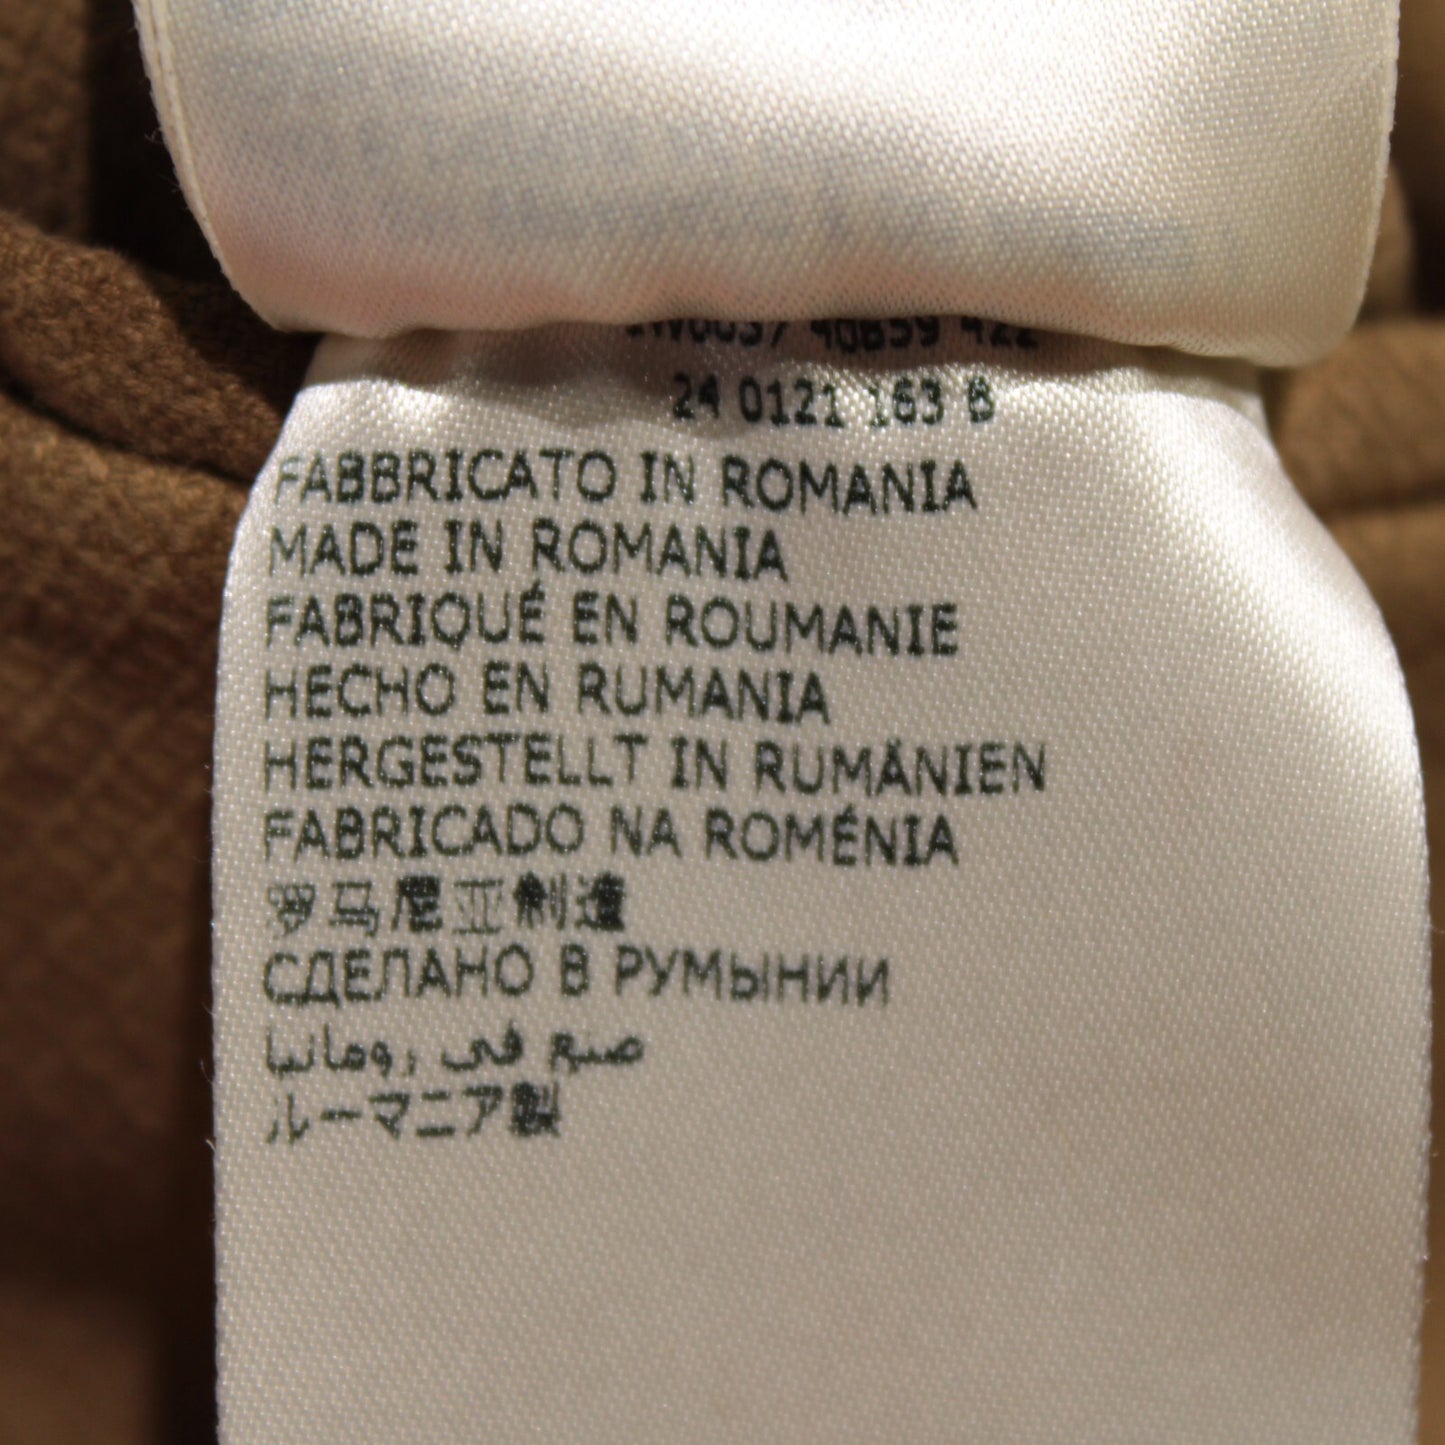 40B59 422
24 0121 163 B
FABBRICATO IN ROMANIA
MADE IN ROMANIA
FABRIQUÉ EN ROUMANIE
HECHO EN RUMANIA
HERGESTELLT IN RUMÄNIEN
FABRICADO NA ROMÉNIA
罗马尼亚制造
СДЕЛАНО В РУМЫНИИ
صنع في رومانيا
ルーマニア製